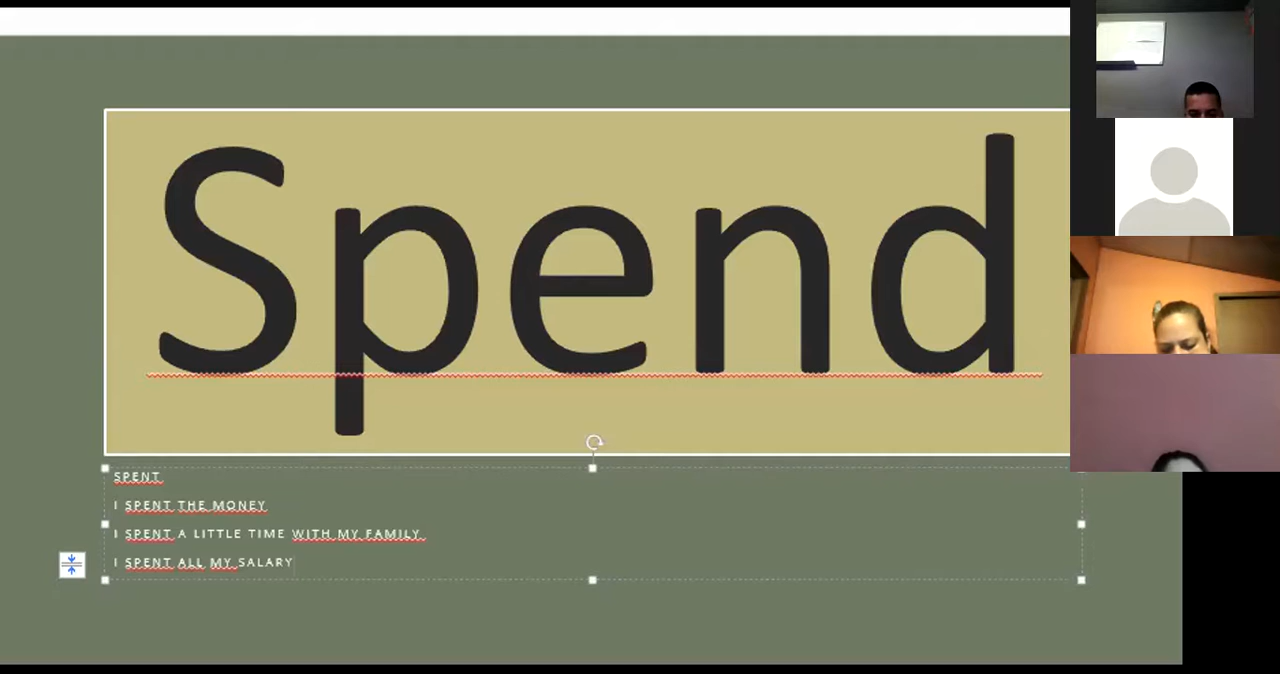 Spend
SPENT
I SPENT THE MONEY
I SPENT A LITTLE TIME WITH MY FAMILY
I SPENT ALL MY SALARY